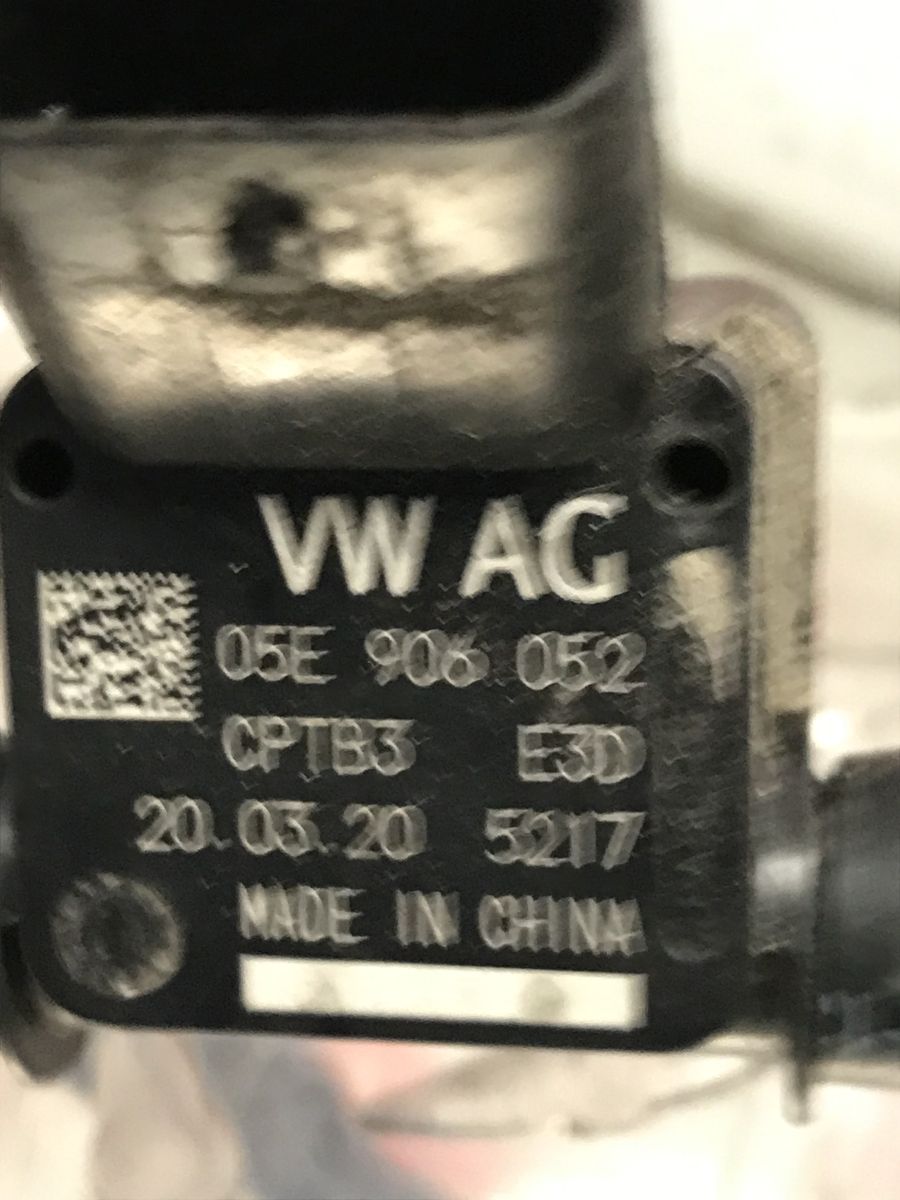 VW AG
05E 906 052
CPTB3 E3D
20.03.20 5217
MADE IN CHINA